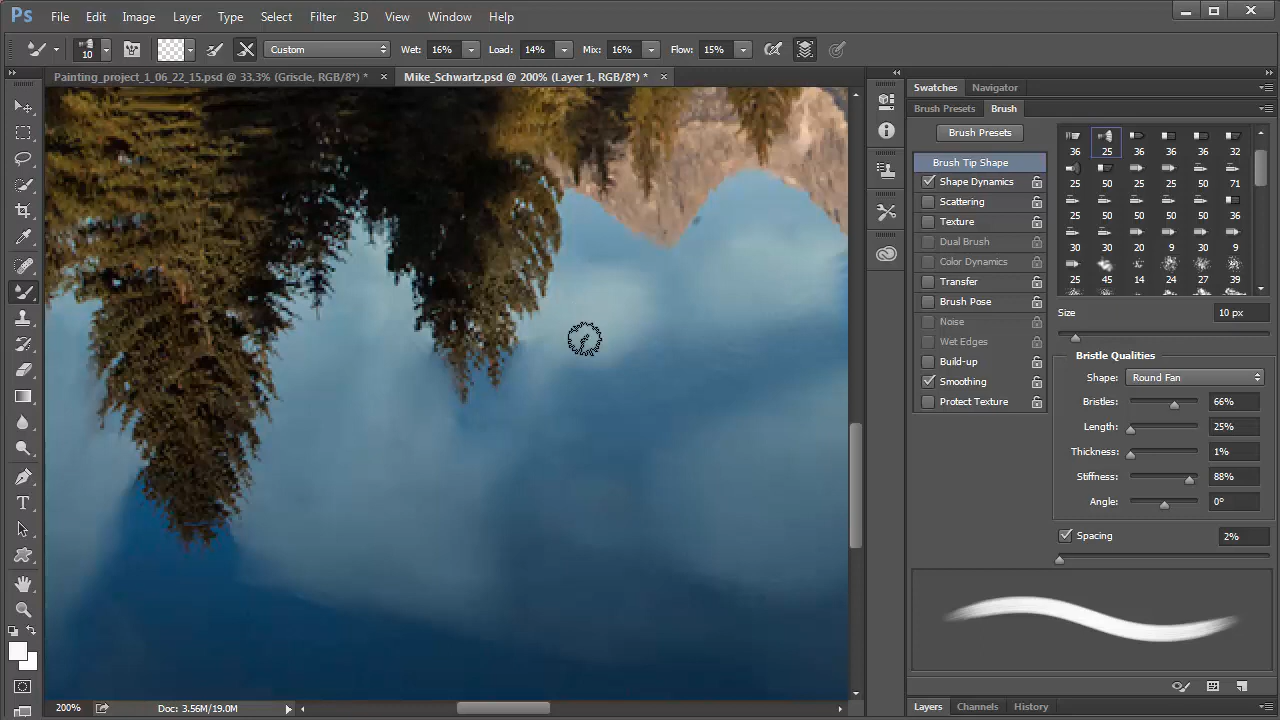 Ps File Edit Image Layer Type Select Filter 3D View Window Help
10 Custom Wet: 16% Load: 14% Mix: 16% Flow: 15%
Painting_project_1_06_22_15.psd @ 33.3% (Griscle, RGB/8*) * × Mike_Schwartz.psd @ 200% (Layer 1, RGB/8*) * ×
Swatches Navigator
Brush Presets Brush
Brush Presets
Brush Tip Shape
Shape Dynamics
Scattering
Texture
Dual Brush
Color Dynamics
Transfer
Brush Pose
Noise
Wet Edges
Build-up
Smoothing
Protect Texture
36 25 36 36 36 32
25 50 25 25 50 71
25 50 25 50 50 36
30 30 20 9 30 9
25 45 14 24 27 39
Size 10 px
Bristle Qualities
Shape: Round Fan
Bristles: 66%
Length: 25%
Thickness: 1%
Stiffness: 88%
Angle: 0°
Spacing 2%
Layers Channels History
200% Doc: 3.56M/19.0M